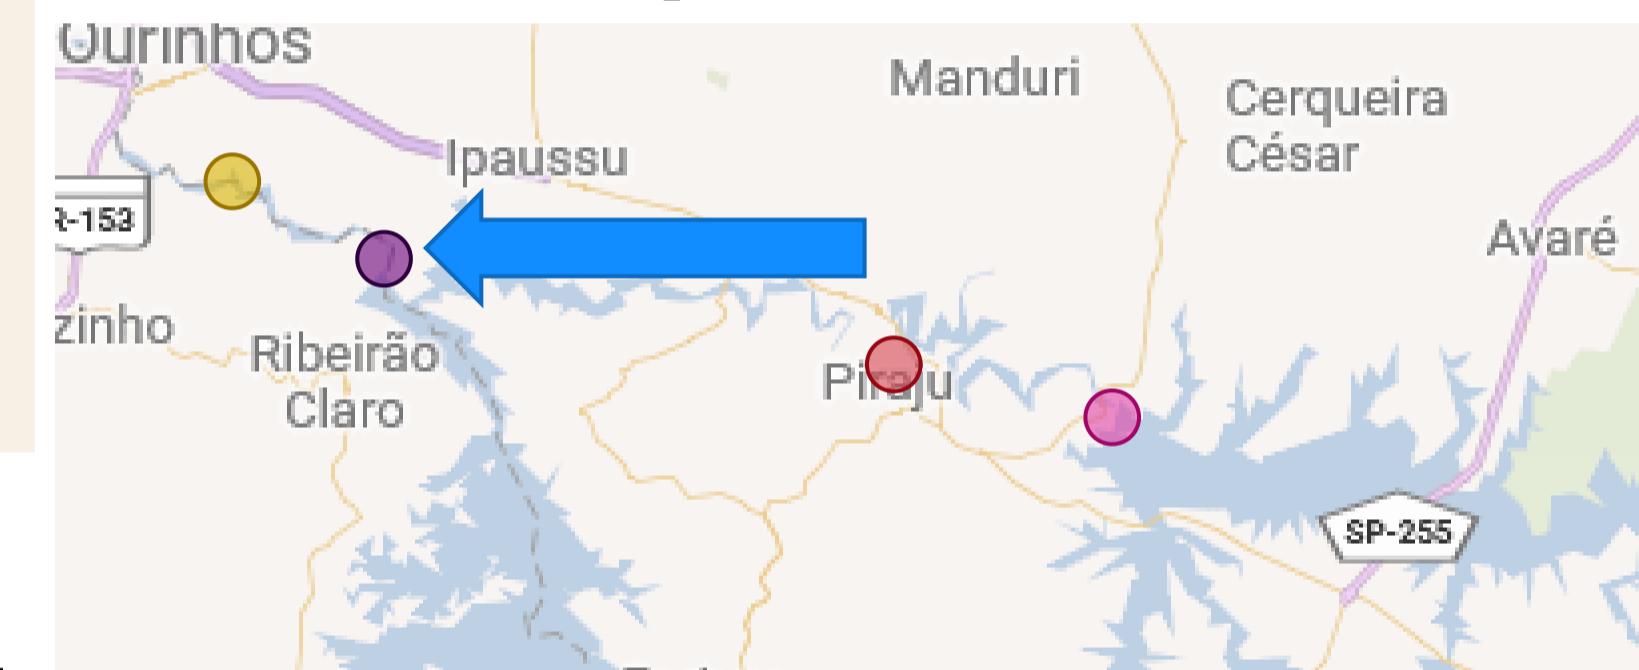 Ourinhos
Manduri
Cerqueira
César
Ipaussu
R-153
Avaré
zinho
Ribeirão
Claro
Piraju
SP-255